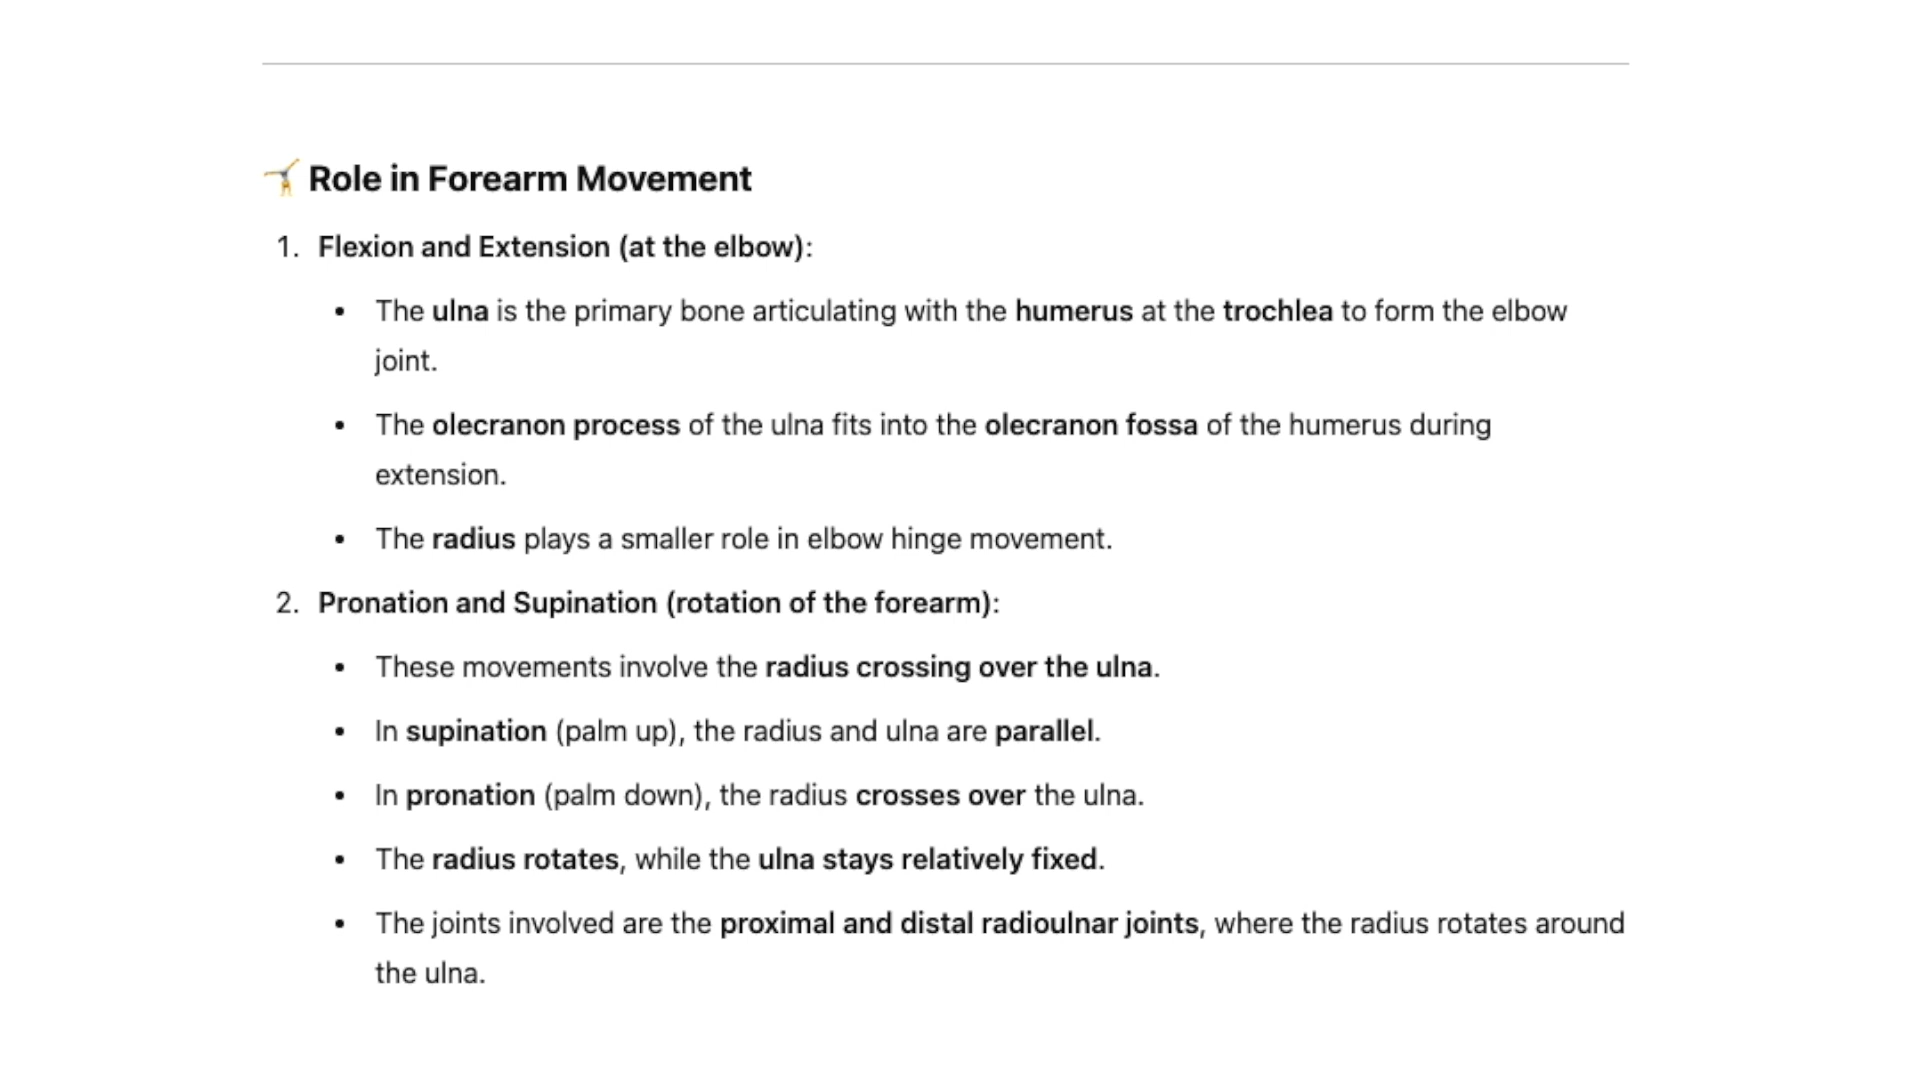 🤸 Role in Forearm Movement
1. Flexion and Extension (at the elbow):
• The ulna is the primary bone articulating with the humerus at the trochlea to form the elbow
joint.
• The olecranon process of the ulna fits into the olecranon fossa of the humerus during
extension.
• The radius plays a smaller role in elbow hinge movement.
2. Pronation and Supination (rotation of the forearm):
• These movements involve the radius crossing over the ulna.
• In supination (palm up), the radius and ulna are parallel.
• In pronation (palm down), the radius crosses over the ulna.
• The radius rotates, while the ulna stays relatively fixed.
• The joints involved are the proximal and distal radioulnar joints, where the radius rotates around
the ulna.